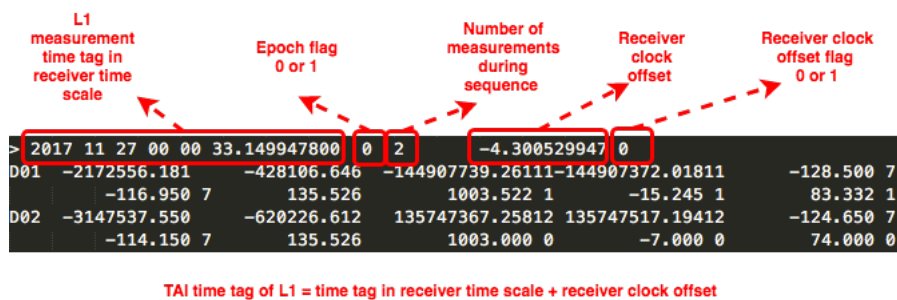 L1
measurement
time tag in
receiver time
scale
Epoch flag
0 or 1
Number of
measurements
during
sequence
Receiver
clock
offset
Receiver clock
offset flag
0 or 1
> 2017 11 27 00 00 33.149947800 0 2 -4.300529947 0
D01 -2172556.181 -428106.646 -144907739.26111-144907372.01811 -128.500 7
-116.950 7 135.526 1003.522 1 -15.245 1 83.332 1
D02 -3147537.550 -620226.612 135747367.25812 135747517.19412 -124.650 7
-114.150 7 135.526 1003.000 0 -7.000 0 74.000 0
TAI time tag of L1 = time tag in receiver time scale + receiver clock offset